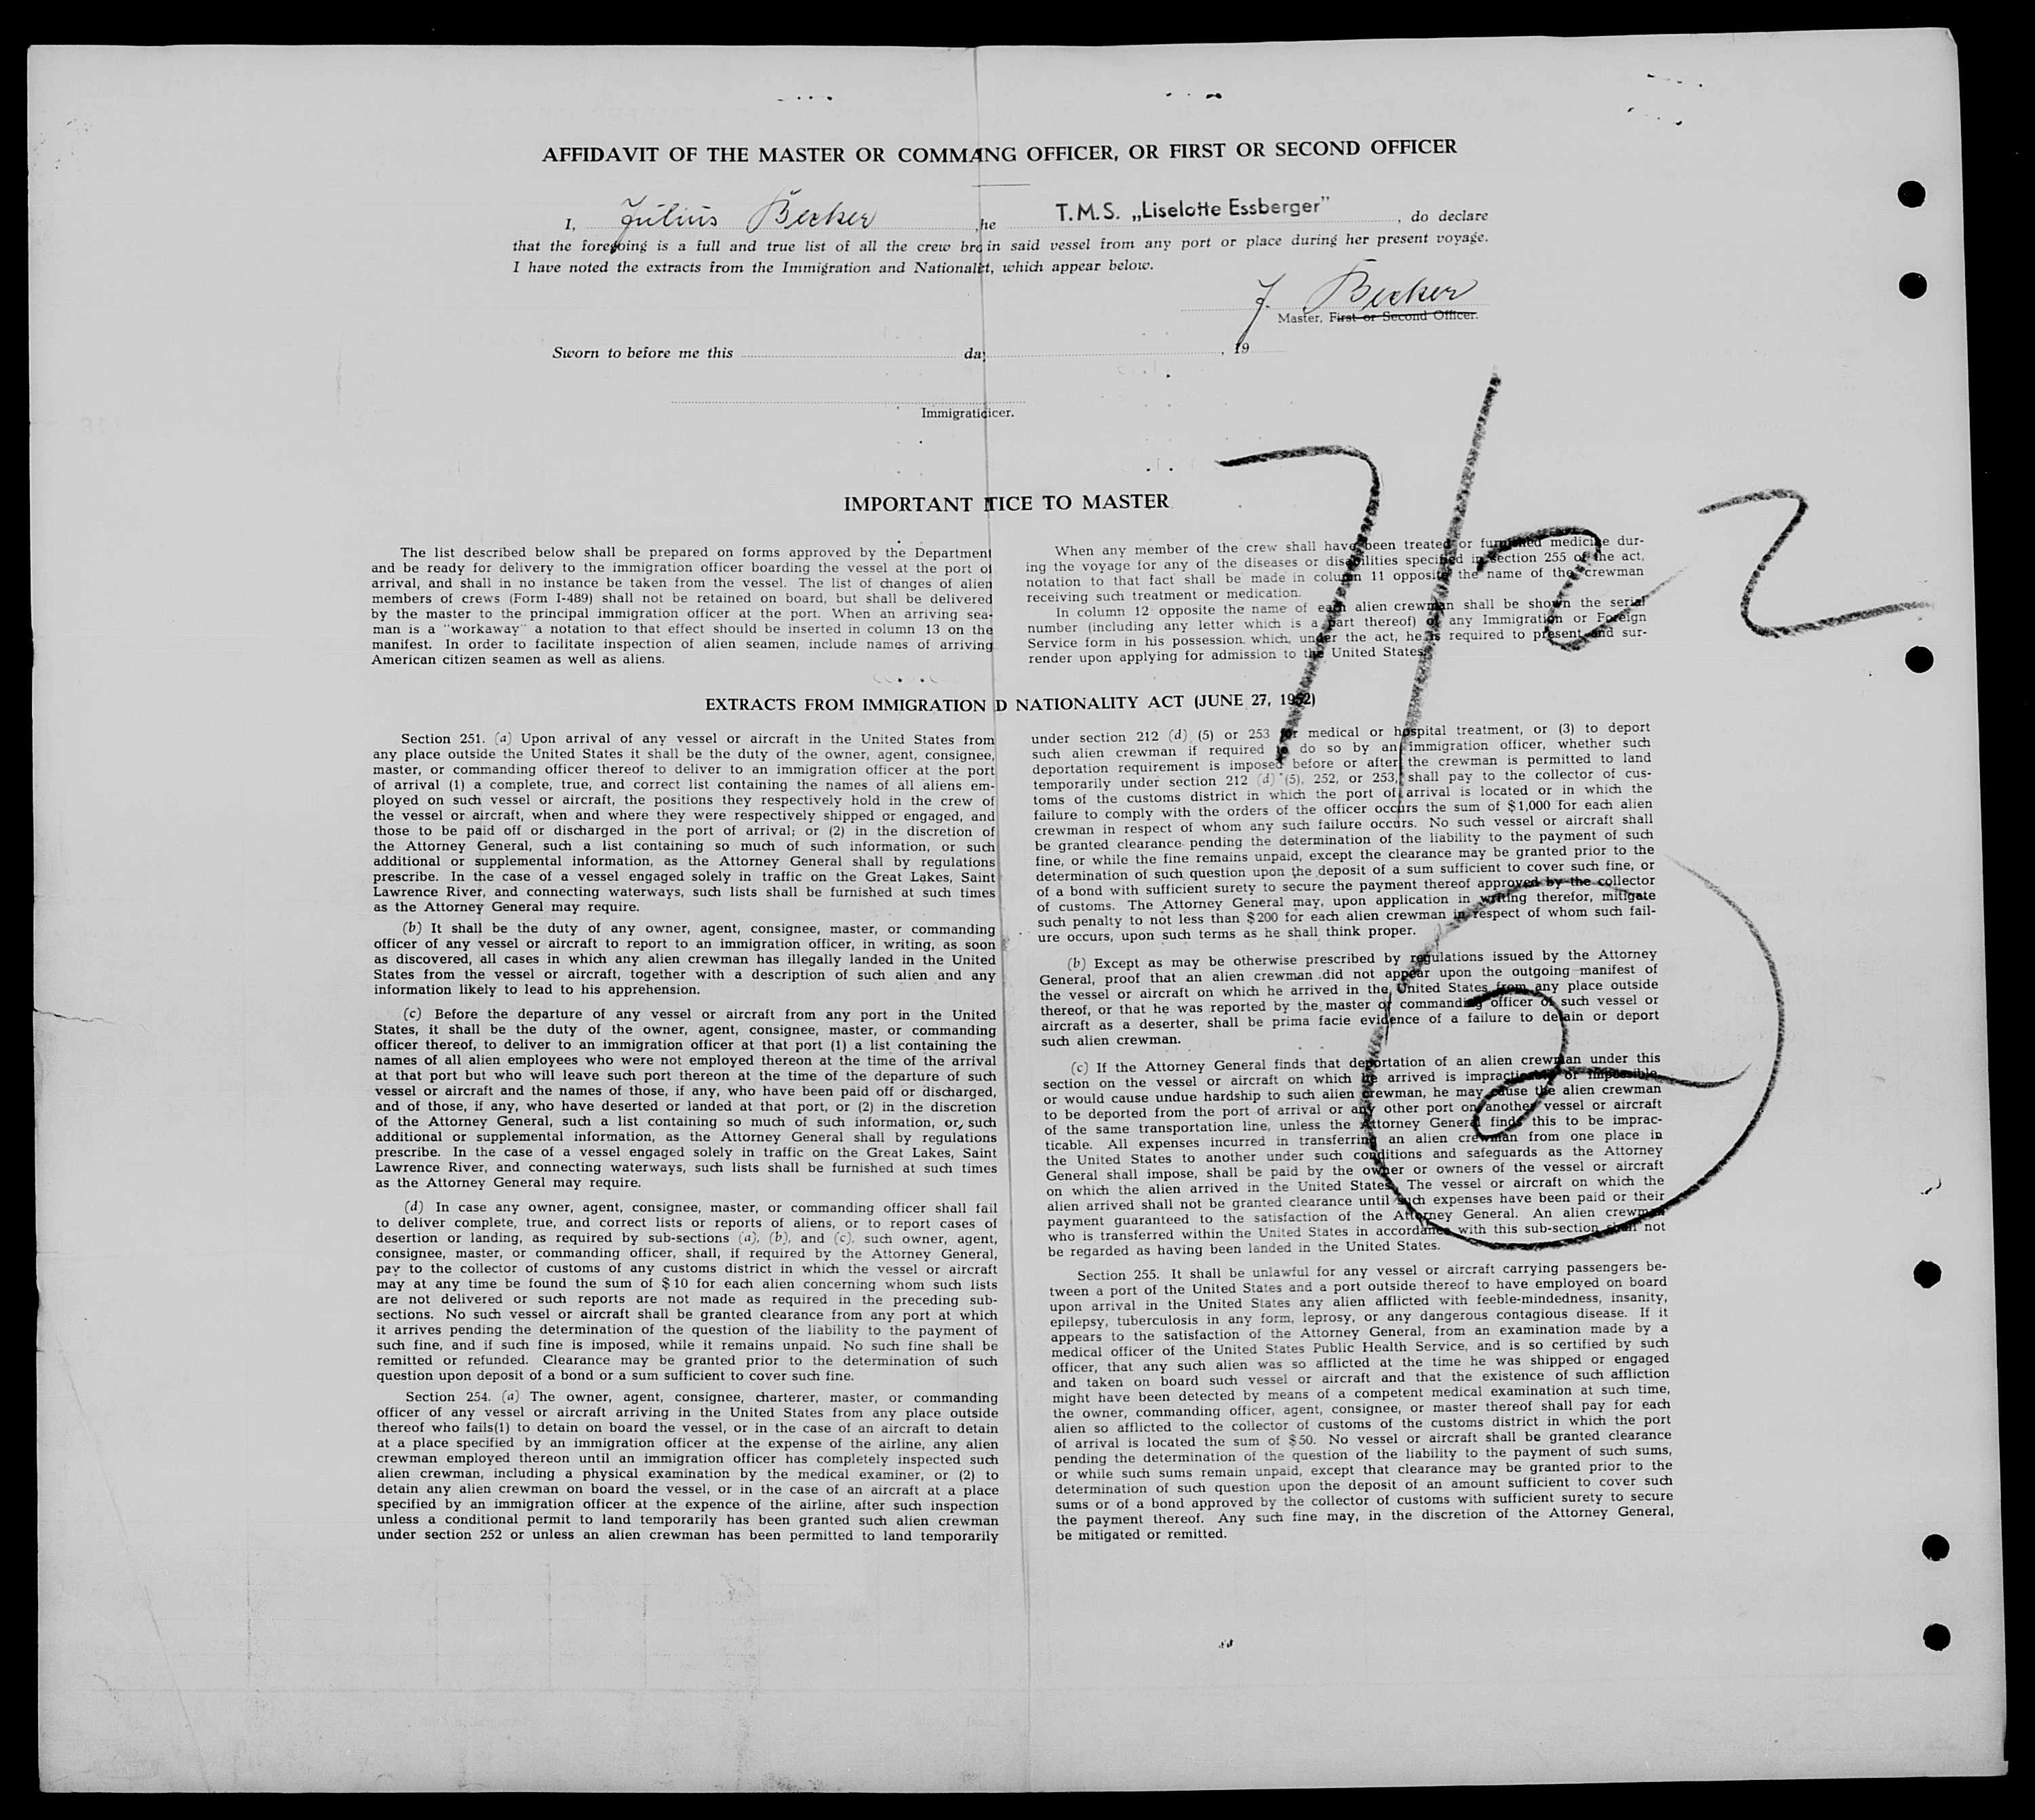 AFFIDAVIT OF THE MASTER OR COMMANG OFFICER, OR FIRST OR SECOND OFFICER
I, Julius Becker , he T.M.S. „Liselotte Essberger" , do declare
that the foregoing is a full and true list of all the crew bro in said vessel from any port or place during her present voyage.
I have noted the extracts from the Immigration and Nationalit, which appear below.
J. Becker
Master, First or Second Officer.
Sworn to before me this day , 19
Immigraticicer.
7/22
IMPORTANT TICE TO MASTER
The list described below shall be prepared on forms approved by the Department
and be ready for delivery to the immigration officer boarding the vessel at the port of
arrival, and shall in no instance be taken from the vessel. The list of changes of alien
members of crews (Form I-489) shall not be retained on board, but shall be delivered
by the master to the principal immigration officer at the port. When an arriving sea-
man is a "workaway" a notation to that effect should be inserted in column 13 on the
manifest. In order to facilitate inspection of alien seamen, include names of arriving
American citizen seamen as well as aliens.
When any member of the crew shall have been treated or furnished medicine dur-
ing the voyage for any of the diseases or disabilities specified in section 255 of the act,
notation to that fact shall be made in column 11 opposite the name of the crewman
receiving such treatment or medication.
In column 12 opposite the name of each alien crewman shall be shown the serial
number (including any letter which is a part thereof) of any Immigration or Foreign
Service form in his possession which, under the act, he is required to present and sur-
render upon applying for admission to the United States.
EXTRACTS FROM IMMIGRATION D NATIONALITY ACT (JUNE 27, 1952)
Section 251. (a) Upon arrival of any vessel or aircraft in the United States from
any place outside the United States it shall be the duty of the owner, agent, consignee,
master, or commanding officer thereof to deliver to an immigration officer at the port
of arrival (1) a complete, true, and correct list containing the names of all aliens em-
ployed on such vessel or aircraft, the positions they respectively hold in the crew of
the vessel or aircraft, when and where they were respectively shipped or engaged, and
those to be paid off or discharged in the port of arrival; or (2) in the discretion of
the Attorney General, such a list containing so much of such information, or such
additional or supplemental information, as the Attorney General shall by regulations
prescribe. In the case of a vessel engaged solely in traffic on the Great Lakes, Saint
Lawrence River, and connecting waterways, such lists shall be furnished at such times
as the Attorney General may require.
(b) It shall be the duty of any owner, agent, consignee, master, or commanding
officer of any vessel or aircraft to report to an immigration officer, in writing, as soon
as discovered, all cases in which any alien crewman has illegally landed in the United
States from the vessel or aircraft, together with a description of such alien and any
information likely to lead to his apprehension.
(c) Before the departure of any vessel or aircraft from any port in the United
States, it shall be the duty of the owner, agent, consignee, master, or commanding
officer thereof, to deliver to an immigration officer at that port (1) a list containing the
names of all alien employees who were not employed thereon at the time of the arrival
at that port but who will leave such port thereon at the time of the departure of such
vessel or aircraft and the names of those, if any, who have been paid off or discharged,
and of those, if any, who have deserted or landed at that port, or (2) in the discretion
of the Attorney General, such a list containing so much of such information, or, such
additional or supplemental information, as the Attorney General shall by regulations
prescribe. In the case of a vessel engaged solely in traffic on the Great Lakes, Saint
Lawrence River, and connecting waterways, such lists shall be furnished at such times
as the Attorney General may require.
(d) In case any owner, agent, consignee, master, or commanding officer shall fail
to deliver complete, true, and correct lists or reports of aliens, or to report cases of
desertion or landing, as required by sub-sections (a), (b), and (c), such owner, agent,
consignee, master, or commanding officer, shall, if required by the Attorney General,
pay to the collector of customs of any customs district in which the vessel or aircraft
may at any time be found the sum of $10 for each alien concerning whom such lists
are not delivered or such reports are not made as required in the preceding sub-
sections. No such vessel or aircraft shall be granted clearance from any port at which
it arrives pending the determination of the question of the liability to the payment of
such fine, and if such fine is imposed, while it remains unpaid. No such fine shall be
remitted or refunded. Clearance may be granted prior to the determination of such
question upon deposit of a bond or a sum sufficient to cover such fine.
Section 254. (a) The owner, agent, consignee, charterer, master, or commanding
officer of any vessel or aircraft arriving in the United States from any place outside
thereof who fails(1) to detain on board the vessel, or in the case of an aircraft to detain
at a place specified by an immigration officer at the expense of the airline, any alien
crewman employed thereon until an immigration officer has completely inspected such
alien crewman, including a physical examination by the medical examiner, or (2) to
detain any alien crewman on board the vessel, or in the case of an aircraft at a place
specified by an immigration officer at the expence of the airline, after such inspection
unless a conditional permit to land temporarily has been granted such alien crewman
under section 252 or unless an alien crewman has been permitted to land temporarily
under section 212 (d) (5) or 253 for medical or hospital treatment, or (3) to deport
such alien crewman if required to do so by an immigration officer, whether such
deportation requirement is imposed before or after the crewman is permitted to land
temporarily under section 212 (d) (5), 252, or 253, shall pay to the collector of cus-
toms of the customs district in which the port of arrival is located or in which the
failure to comply with the orders of the officer occurs the sum of $1,000 for each alien
crewman in respect of whom any such failure occurs. No such vessel or aircraft shall
be granted clearance pending the determination of the liability to the payment of such
fine, or while the fine remains unpaid, except the clearance may be granted prior to the
determination of such question upon the deposit of a sum sufficient to cover such fine, or
of a bond with sufficient surety to secure the payment thereof approved by the collector
of customs. The Attorney General may, upon application in writing therefor, mitigate
such penalty to not less than $200 for each alien crewman in respect of whom such fail-
ure occurs, upon such terms as he shall think proper.
(b) Except as may be otherwise prescribed by regulations issued by the Attorney
General, proof that an alien crewman did not appear upon the outgoing manifest of
the vessel or aircraft on which he arrived in the United States from any place outside
thereof, or that he was reported by the master or commanding officer of such vessel or
aircraft as a deserter, shall be prima facie evidence of a failure to detain or deport
such alien crewman.
(c) If the Attorney General finds that deportation of an alien crewman under this
section on the vessel or aircraft on which he arrived is impracticable or impossible,
or would cause undue hardship to such alien crewman, he may cause the alien crewman
to be deported from the port of arrival or any other port on another vessel or aircraft
of the same transportation line, unless the Attorney General finds this to be imprac-
ticable. All expenses incurred in transferring an alien crewman from one place in
the United States to another under such conditions and safeguards as the Attorney
General shall impose, shall be paid by the owner or owners of the vessel or aircraft
on which the alien arrived in the United States. The vessel or aircraft on which the
alien arrived shall not be granted clearance until such expenses have been paid or their
payment guaranteed to the satisfaction of the Attorney General. An alien crewman
who is transferred within the United States in accordance with this sub-section shall not
be regarded as having been landed in the United States.
2
Section 255. It shall be unlawful for any vessel or aircraft carrying passengers be-
tween a port of the United States and a port outside thereof to have employed on board
upon arrival in the United States any alien afflicted with feeble-mindedness, insanity,
epilepsy, tuberculosis in any form, leprosy, or any dangerous contagious disease. If it
appears to the satisfaction of the Attorney General, from an examination made by a
medical officer of the United States Public Health Service, and is so certified by such
officer, that any such alien was so afflicted at the time he was shipped or engaged
and taken on board such vessel or aircraft and that the existence of such affliction
might have been detected by means of a competent medical examination at such time,
the owner, commanding officer, agent, consignee, or master thereof shall pay for each
alien so afflicted to the collector of customs of the customs district in which the port
of arrival is located the sum of $50. No vessel or aircraft shall be granted clearance
pending the determination of the question of the liability to the payment of such sums,
or while such sums remain unpaid, except that clearance may be granted prior to the
determination of such question upon the deposit of an amount sufficient to cover such
sums or of a bond approved by the collector of customs with sufficient surety to secure
the payment thereof. Any such fine may, in the discretion of the Attorney General,
be mitigated or remitted.